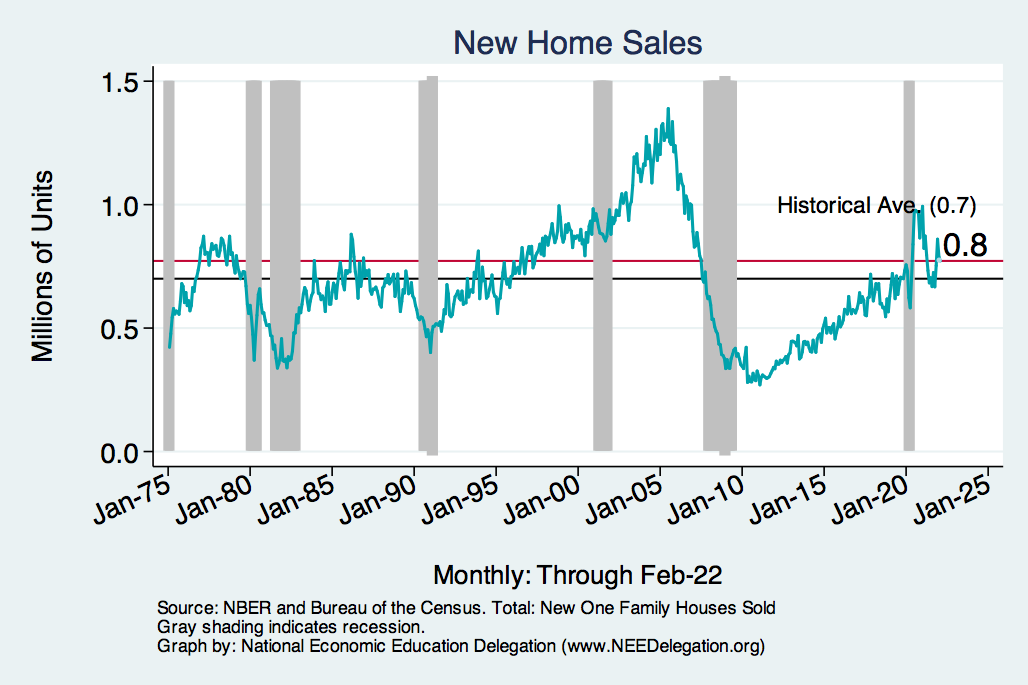 New Home Sales
Millions of Units
1.5
1.0
0.5
0.0
Historical Ave. (0.7)
0.8
Jan-75
Jan-80
Jan-85
Jan-90
Jan-95
Jan-00
Jan-05
Jan-10
Jan-15
Jan-20
Jan-25
Monthly: Through Feb-22
Source: NBER and Bureau of the Census. Total: New One Family Houses Sold
Gray shading indicates recession.
Graph by: National Economic Education Delegation (www.NEEDelegation.org)